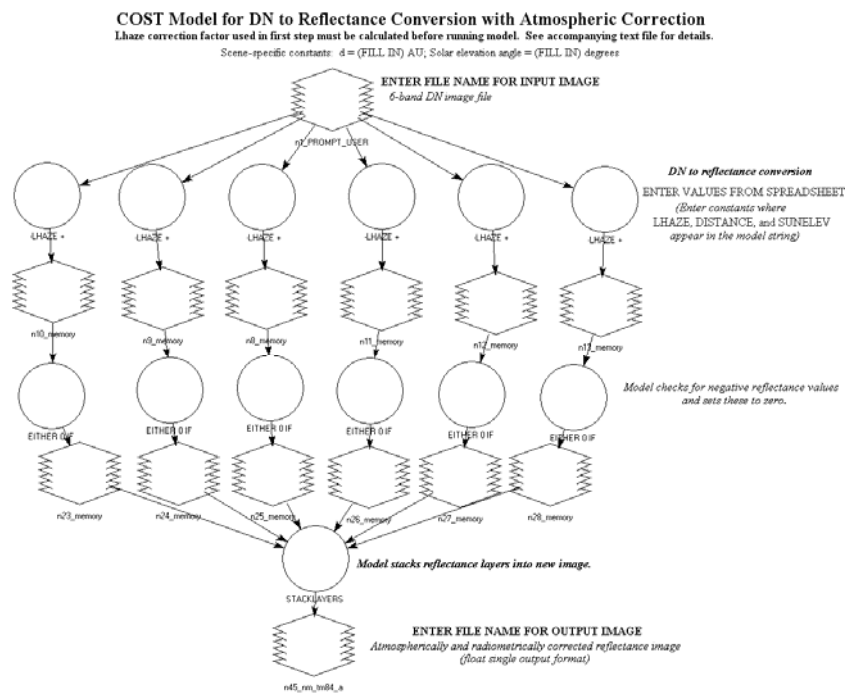 COST Model for DN to Reflectance Conversion with Atmospheric Correction
Lhaze correction factor used in first step must be calculated before running model. See accompanying text file for details.
Scene-specific constants: d = (FILL IN) AU; Solar elevation angle = (FILL IN) degrees
ENTER FILE NAME FOR INPUT IMAGE
6-band DN image file
n1_PROMPT_USER
DN to reflectance conversion
ENTER VALUES FROM SPREADSHEET
(Enter constants where
LHAZE, DISTANCE, and SUNELEV
appear in the model string)
-LHAZE +
-LHAZE +
-LHAZE +
-LHAZE +
-LHAZE +
-LHAZE +
n10_memory
n9_memory
n8_memory
n11_memory
n12_memory
n13_memory
Model checks for negative reflectance values
and sets these to zero.
EITHER 0 IF
EITHER 0 IF
EITHER 0 IF
EITHER 0 IF
EITHER 0 IF
EITHER 0 IF
n23_memory
n24_memory
n25_memory
n26_memory
n27_memory
n28_memory
Model stacks reflectance layers into new image.
STACKLAYERS
ENTER FILE NAME FOR OUTPUT IMAGE
Atmospherically and radiometrically corrected reflectance image
(float single output format)
n45_nm_tm84_a